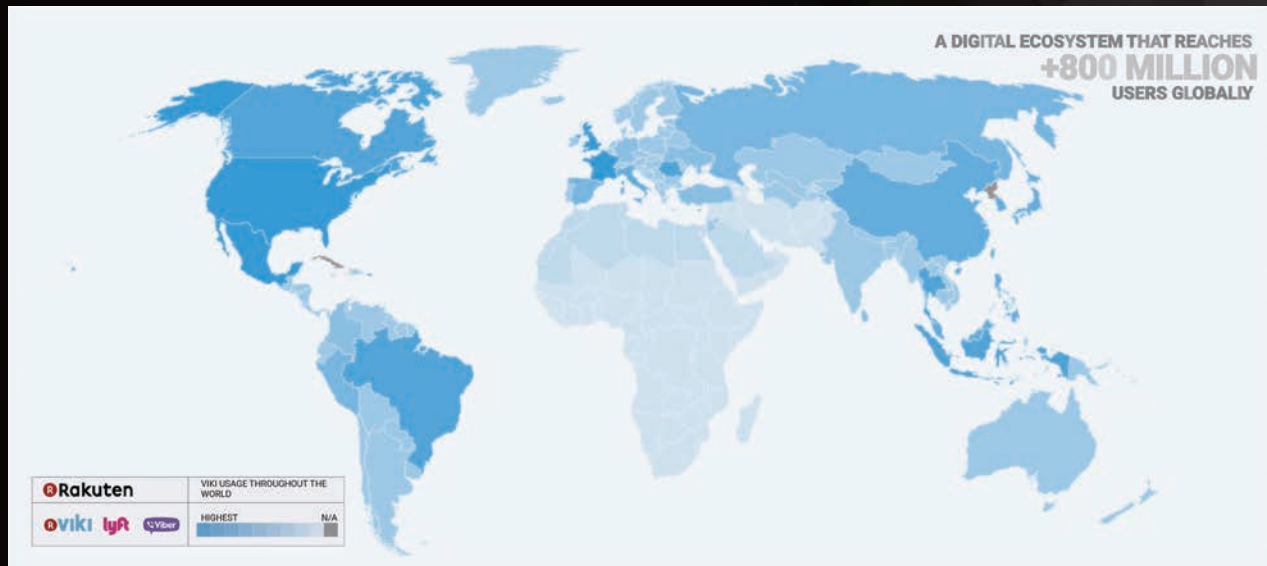 A DIGITAL ECOSYSTEM THAT REACHES
+800 MILLION
USERS GLOBALLY
R Rakuten
VIKI USAGE THROUGHOUT THE
WORLD
R viki lyft Viber
HIGHEST N/A